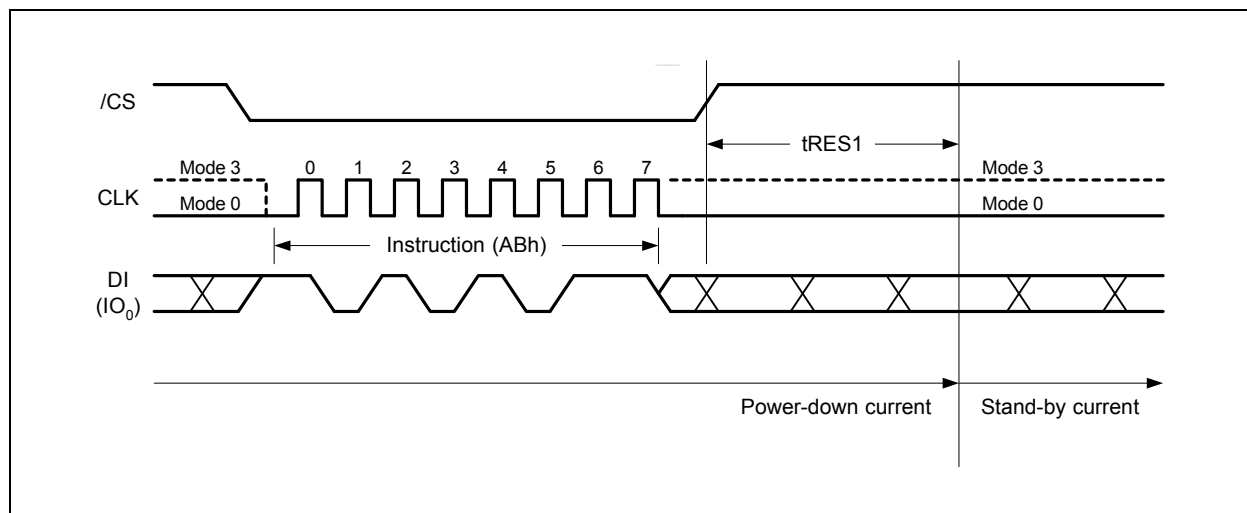 /CS
tRES1
Mode 3 0 1 2 3 4 5 6 7 Mode 3
CLK
Mode 0 Mode 0
Instruction (ABh)
DI
(IO₀)
Power-down current Stand-by current